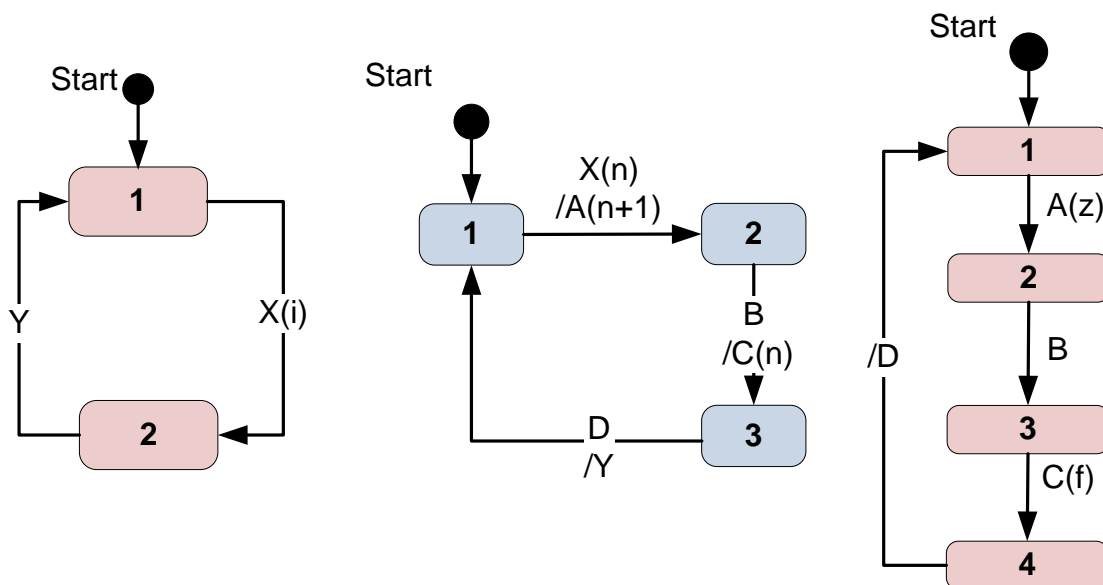 Start
1
Y
X(i)
2
Start
X(n)
/A(n+1)
1
2
B
/C(n)
D
/Y
3
Start
1
A(z)
2
/D
B
3
C(f)
4